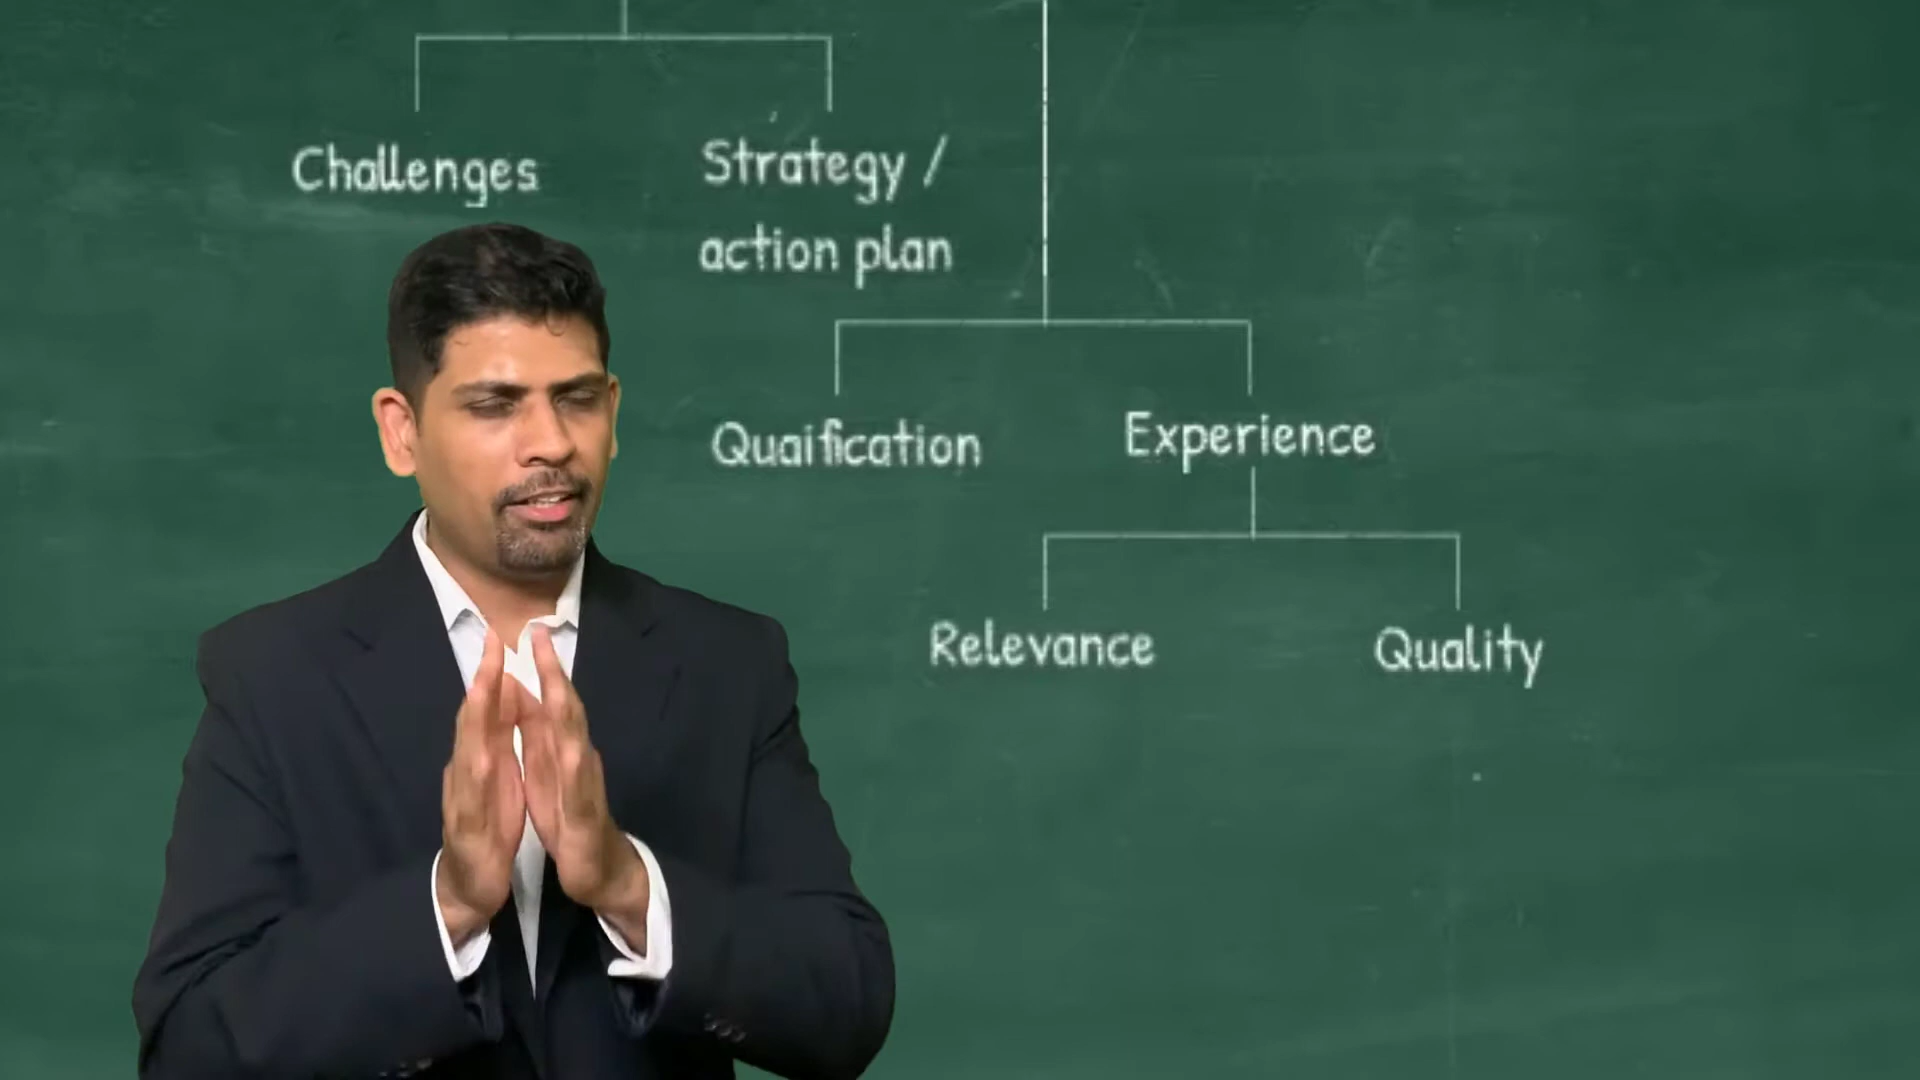 Challenges
Strategy /
action plan
Quaification
Experience
Relevance
Quality